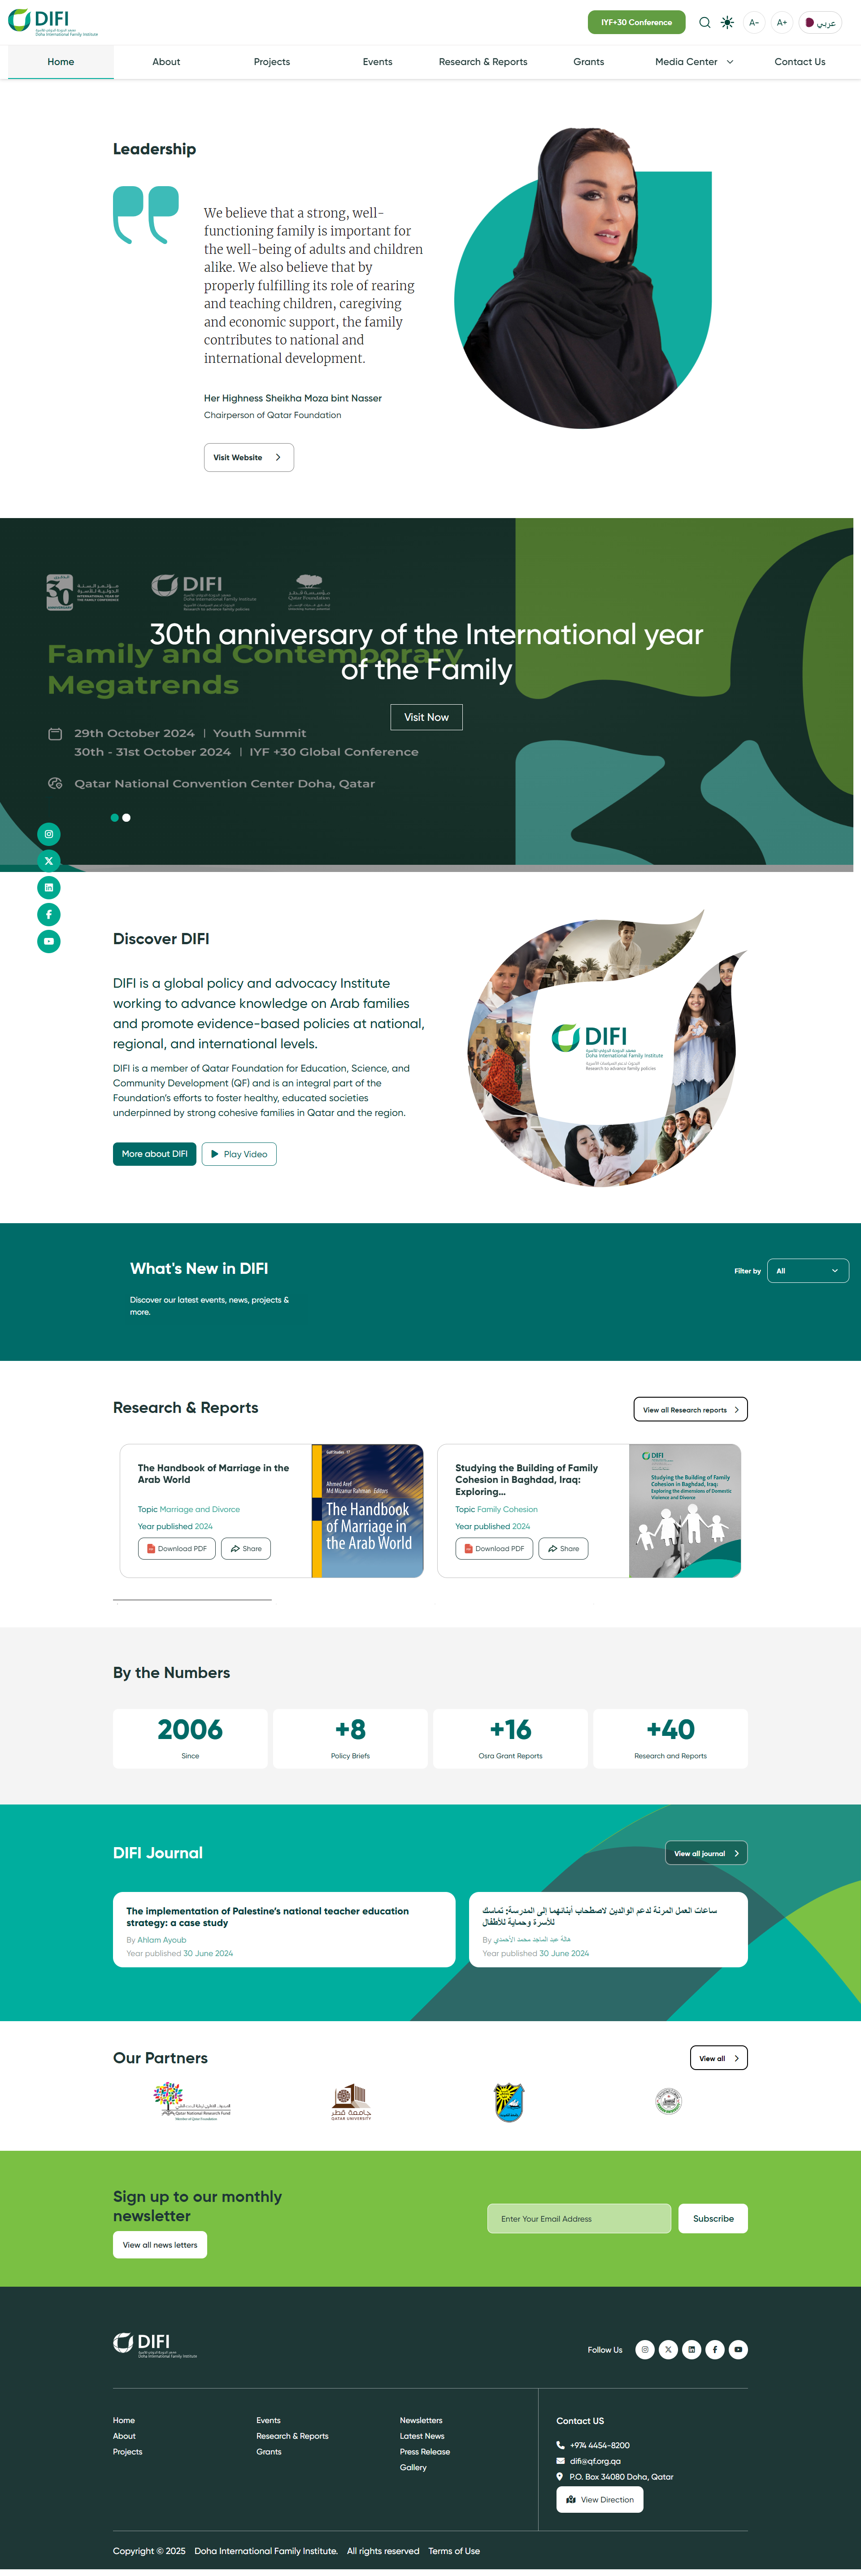 DIFI
Doha International Family Institute
IYF+30 Conference
A-
A+
عربي
Home
About
Projects
Events
Research & Reports
Grants
Media Center
Contact Us
Leadership
We believe that a strong, well-
functioning family is important for
the well-being of adults and children
alike. We also believe that by
properly fulfilling its role of rearing
and teaching children, caregiving
and economic support, the family
contributes to national and
international development.
Her Highness Sheikha Moza bint Nasser
Chairperson of Qatar Foundation
Visit Website
30
DIFI
Doha International Family Institute
Research to advance family policies
Qatar Foundation
Family and Contemporary
Megatrends
30th anniversary of the International year
of the Family
Visit Now
29th October 2024 | Youth Summit
30th - 31st October 2024 | IYF +30 Global Conference
Qatar National Convention Center Doha, Qatar
Discover DIFI
DIFI is a global policy and advocacy Institute
working to advance knowledge on Arab families
and promote evidence-based policies at national,
regional, and international levels.
DIFI is a member of Qatar Foundation for Education, Science, and
Community Development (QF) and is an integral part of the
Foundation's efforts to foster healthy, educated societies
underpinned by strong cohesive families in Qatar and the region.
More about DIFI
Play Video
DIFI
Doha International Family Institute
Research to advance family policies
What's New in DIFI
Discover our latest events, news, projects &
more.
Filter by
All
Research & Reports
View all Research reports
The Handbook of Marriage in the
Arab World
Topic Marriage and Divorce
Year published 2024
Download PDF
Share
Gulf Studies 17
Ahmed Aref
Md Mizanur Rahman Editors
The Handbook
of Marriage in
the Arab World
Studying the Building of Family
Cohesion in Baghdad, Iraq:
Exploring...
Topic Family Cohesion
Year published 2024
Download PDF
Share
DIFI
Studying the Building of Family
Cohesion in Baghdad, Iraq:
Exploring the dimensions of Domestic
Violence and Divorce
By the Numbers
2006
Since
+8
Policy Briefs
+16
Osra Grant Reports
+40
Research and Reports
DIFI Journal
View all journal
The implementation of Palestine's national teacher education
strategy: a case study
By Ahlam Ayoub
Year published 30 June 2024
ساعات العمل المرنة لدعم الوالدين لاصطحاب أبنائهما إلى المدرسة: تماسك
للأسرة وحماية للأطفال
By هالة عبد الماجد محمد الأحمدي
Year published 30 June 2024
Our Partners
View all
Qatar National Research Fund
Member of Qatar Foundation
جامعة قطر
QATAR UNIVERSITY
Sign up to our monthly
newsletter
View all news letters
Enter Your Email Address
Subscribe
DIFI
Doha International Family Institute
Follow Us
Home
About
Projects
Events
Research & Reports
Grants
Newsletters
Latest News
Press Release
Gallery
Contact US
+974 4454-8200
difi@qf.org.qa
P.O. Box 34080 Doha, Qatar
View Direction
Copyright © 2025 Doha International Family Institute. All rights reserved Terms of Use